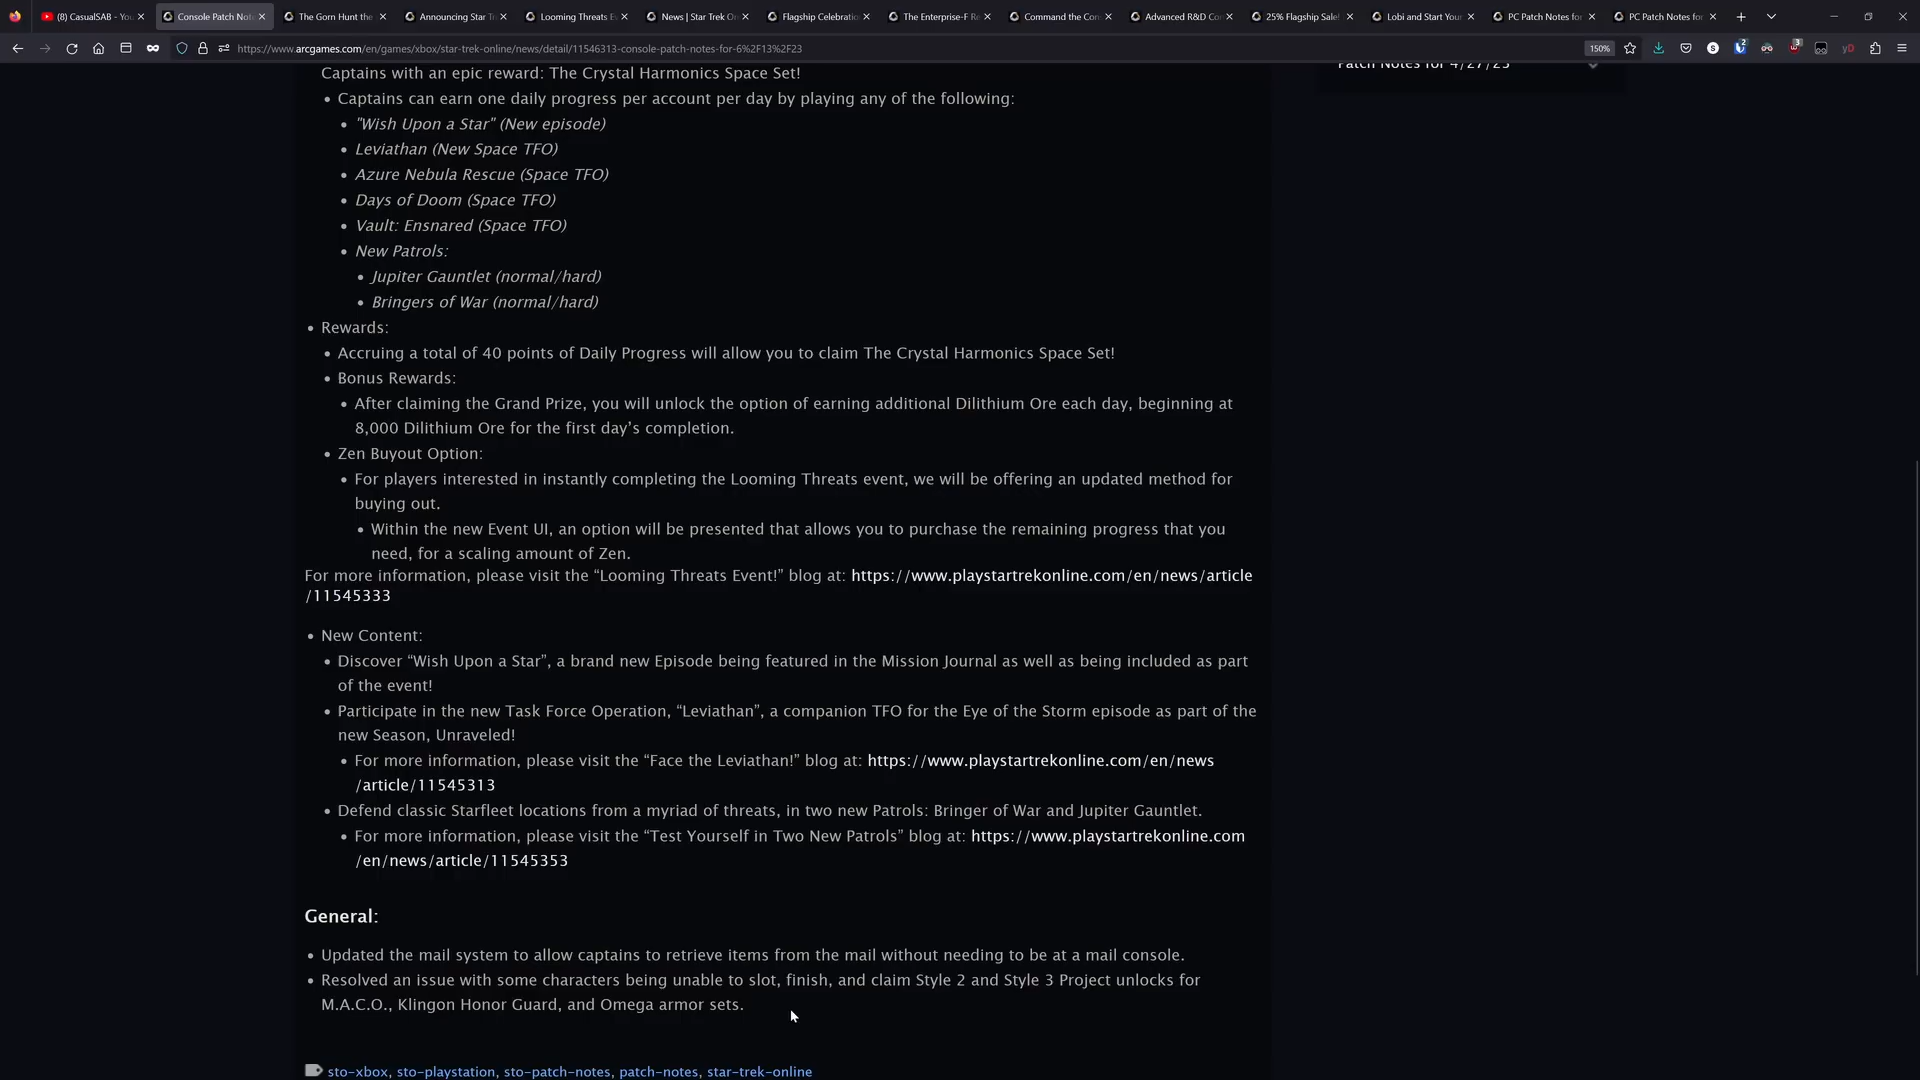 (8) CasualSAB - You
Console Patch Note
The Gorn Hunt the
Announcing Star Tr
Looming Threats Ev
News | Star Trek On
Flagship Celebratio
The Enterprise-F Re
Command the Con
Advanced R&D Co
25% Flagship Sale!
Lobi and Start Your
PC Patch Notes for
PC Patch Notes for
https://www.arcgames.com/en/games/xbox/star-trek-online/news/detail/11546313-console-patch-notes-for-6%2F13%2F23
150%
Patch Notes for 4/27/23
Captains with an epic reward: The Crystal Harmonics Space Set!
• Captains can earn one daily progress per account per day by playing any of the following:
• "Wish Upon a Star" (New episode)
• Leviathan (New Space TFO)
• Azure Nebula Rescue (Space TFO)
• Days of Doom (Space TFO)
• Vault: Ensnared (Space TFO)
• New Patrols:
• Jupiter Gauntlet (normal/hard)
• Bringers of War (normal/hard)
• Rewards:
• Accruing a total of 40 points of Daily Progress will allow you to claim The Crystal Harmonics Space Set!
• Bonus Rewards:
• After claiming the Grand Prize, you will unlock the option of earning additional Dilithium Ore each day, beginning at
8,000 Dilithium Ore for the first day’s completion.
• Zen Buyout Option:
• For players interested in instantly completing the Looming Threats event, we will be offering an updated method for
buying out.
• Within the new Event UI, an option will be presented that allows you to purchase the remaining progress that you
need, for a scaling amount of Zen.
For more information, please visit the “Looming Threats Event!” blog at: https://www.playstartrekonline.com/en/news/article
/11545333
• New Content:
• Discover “Wish Upon a Star”, a brand new Episode being featured in the Mission Journal as well as being included as part
of the event!
• Participate in the new Task Force Operation, “Leviathan”, a companion TFO for the Eye of the Storm episode as part of the
new Season, Unraveled!
• For more information, please visit the “Face the Leviathan!” blog at: https://www.playstartrekonline.com/en/news
/article/11545313
• Defend classic Starfleet locations from a myriad of threats, in two new Patrols: Bringer of War and Jupiter Gauntlet.
• For more information, please visit the “Test Yourself in Two New Patrols” blog at: https://www.playstartrekonline.com
/en/news/article/11545353
General:
• Updated the mail system to allow captains to retrieve items from the mail without needing to be at a mail console.
• Resolved an issue with some characters being unable to slot, finish, and claim Style 2 and Style 3 Project unlocks for
M.A.C.O., Klingon Honor Guard, and Omega armor sets.
sto-xbox, sto-playstation, sto-patch-notes, patch-notes, star-trek-online